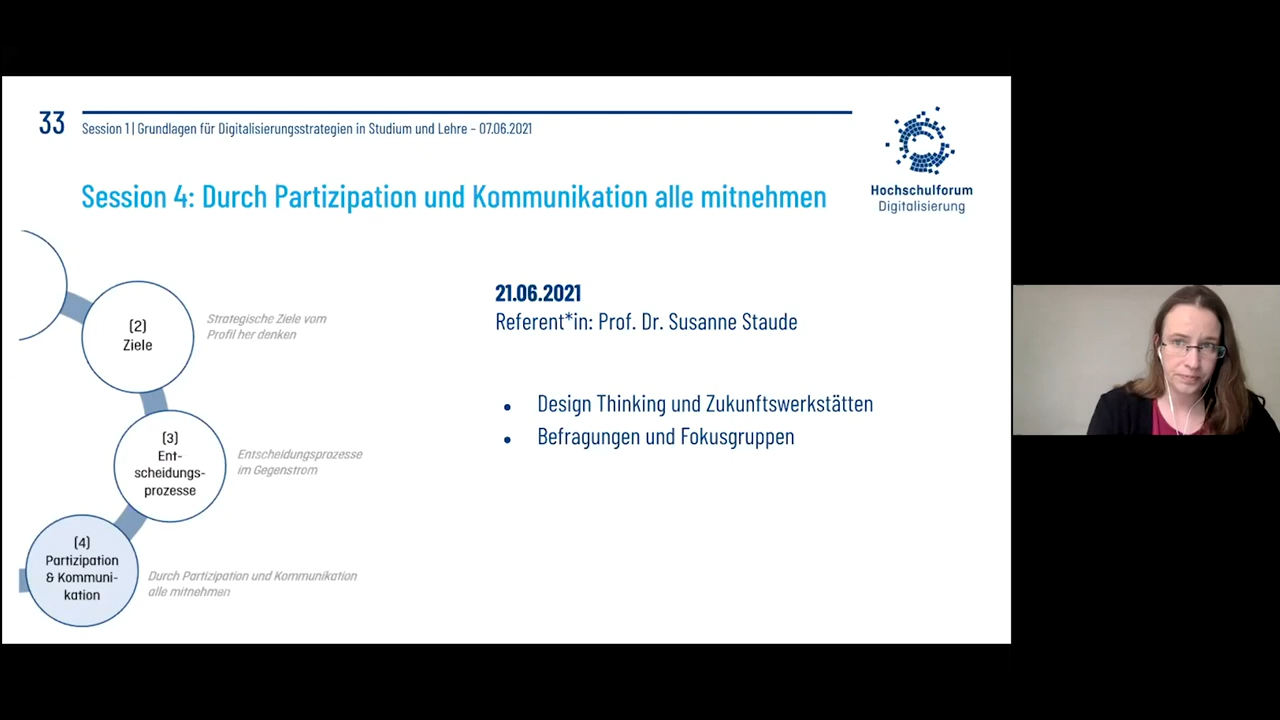 33
Session 1 | Grundlagen für Digitalisierungsstrategien in Studium und Lehre – 07.06.2021
Hochschulforum
Digitalisierung
Session 4: Durch Partizipation und Kommunikation alle mitnehmen
(2)
Ziele
Strategische Ziele vom
Profil her denken
(3)
Ent-
scheidungs-
prozesse
Entscheidungsprozesse
im Gegenstrom
(4)
Partizipation
& Kommuni-
kation
Durch Partizipation und Kommunikation
alle mitnehmen
21.06.2021
Referent*in: Prof. Dr. Susanne Staude
• Design Thinking und Zukunftswerkstätten
• Befragungen und Fokusgruppen